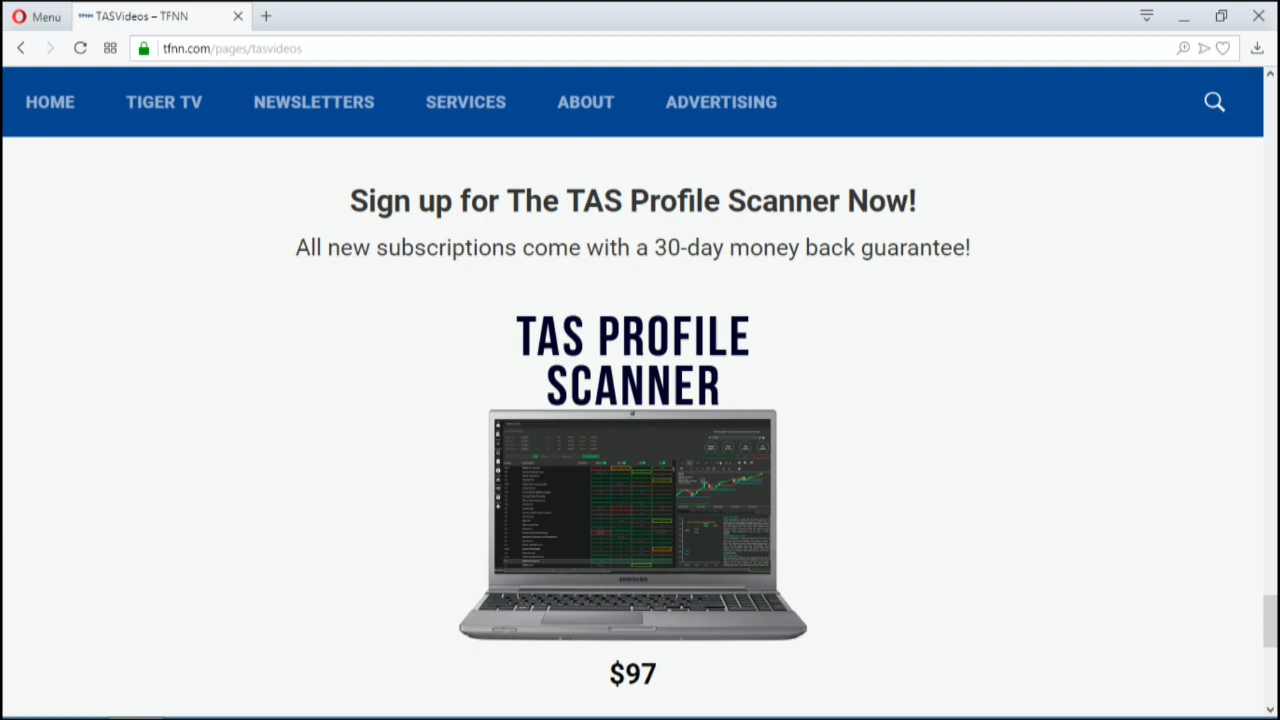 Menu
TFNN TASVideos – TFNN
tfnn.com/pages/tasvideos
HOME TIGER TV NEWSLETTERS SERVICES ABOUT ADVERTISING
Sign up for The TAS Profile Scanner Now!
All new subscriptions come with a 30-day money back guarantee!
TAS PROFILE
SCANNER
SAMSUNG
$97